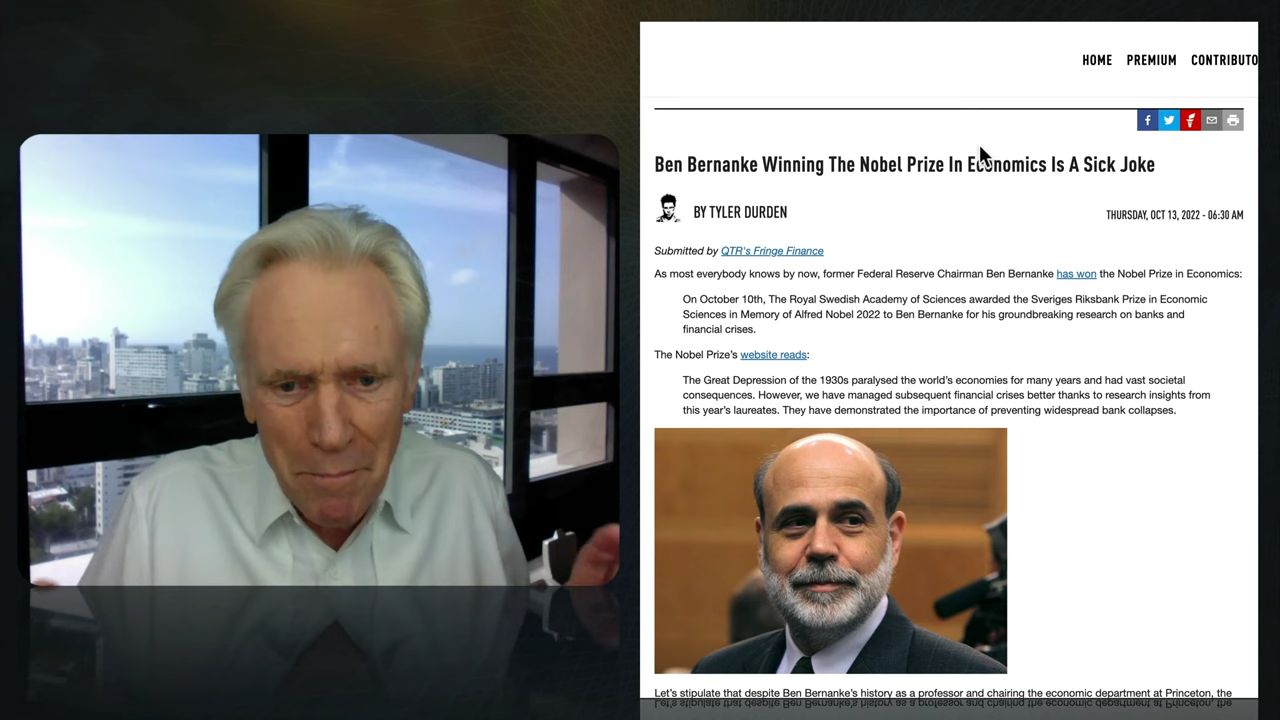 HOME PREMIUM CONTRIBUTO
Ben Bernanke Winning The Nobel Prize In Economics Is A Sick Joke
BY TYLER DURDEN
THURSDAY, OCT 13, 2022 - 06:30 AM
Submitted by QTR's Fringe Finance
As most everybody knows by now, former Federal Reserve Chairman Ben Bernanke has won the Nobel Prize in Economics:
On October 10th, The Royal Swedish Academy of Sciences awarded the Sveriges Riksbank Prize in Economic
Sciences in Memory of Alfred Nobel 2022 to Ben Bernanke for his groundbreaking research on banks and
financial crises.
The Nobel Prize's website reads:
The Great Depression of the 1930s paralysed the world's economies for many years and had vast societal
consequences. However, we have managed subsequent financial crises better thanks to research insights from
this year's laureates. They have demonstrated the importance of preventing widespread bank collapses.
Let's stipulate that despite Ben Bernanke's history as a professor and chairing the economic department at Princeton, the